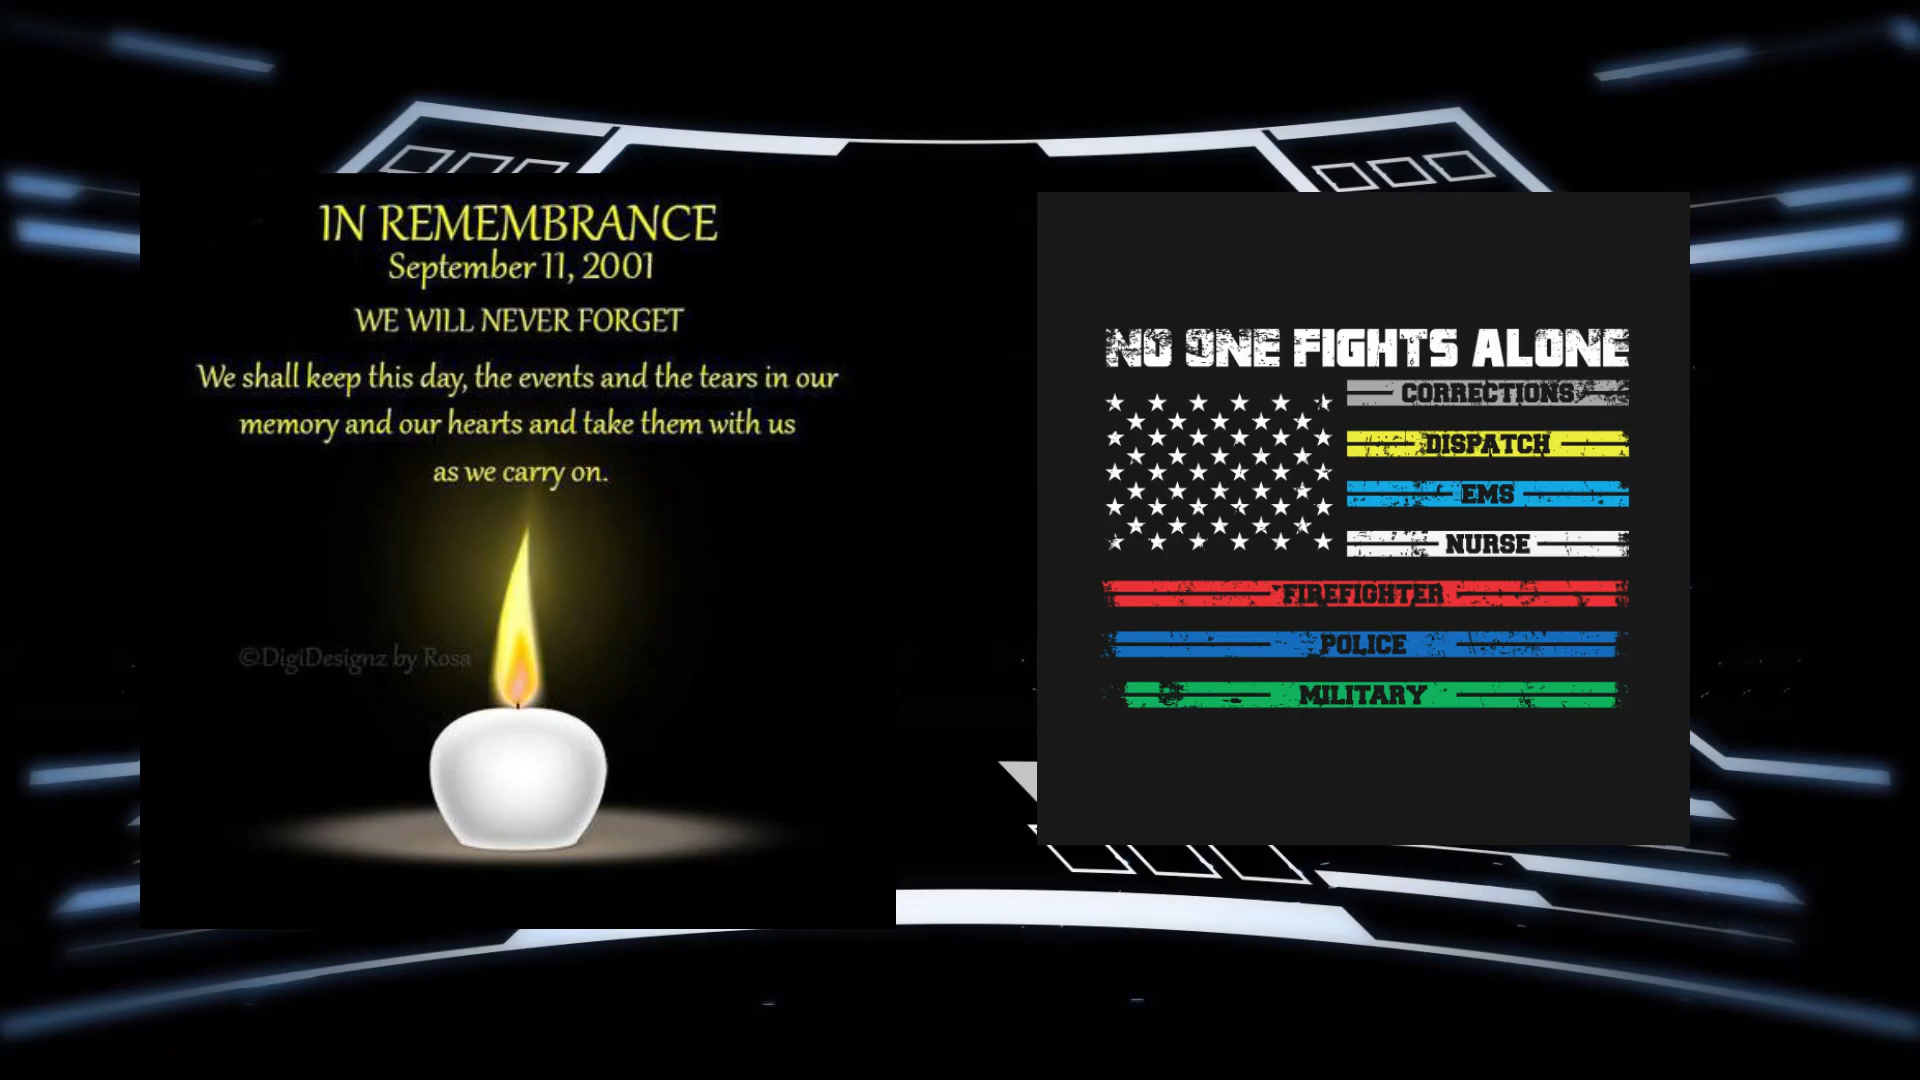 IN REMEMBRANCE
September 11, 2001
WE WILL NEVER FORGET
We shall keep this day, the events and the tears in our
memory and our hearts and take them with us
as we carry on.
©DigiDesignz by Rosa
NO ONE FIGHTS ALONE
CORRECTIONS
DISPATCH
EMS
NURSE
FIREFIGHTER
POLICE
MILITARY